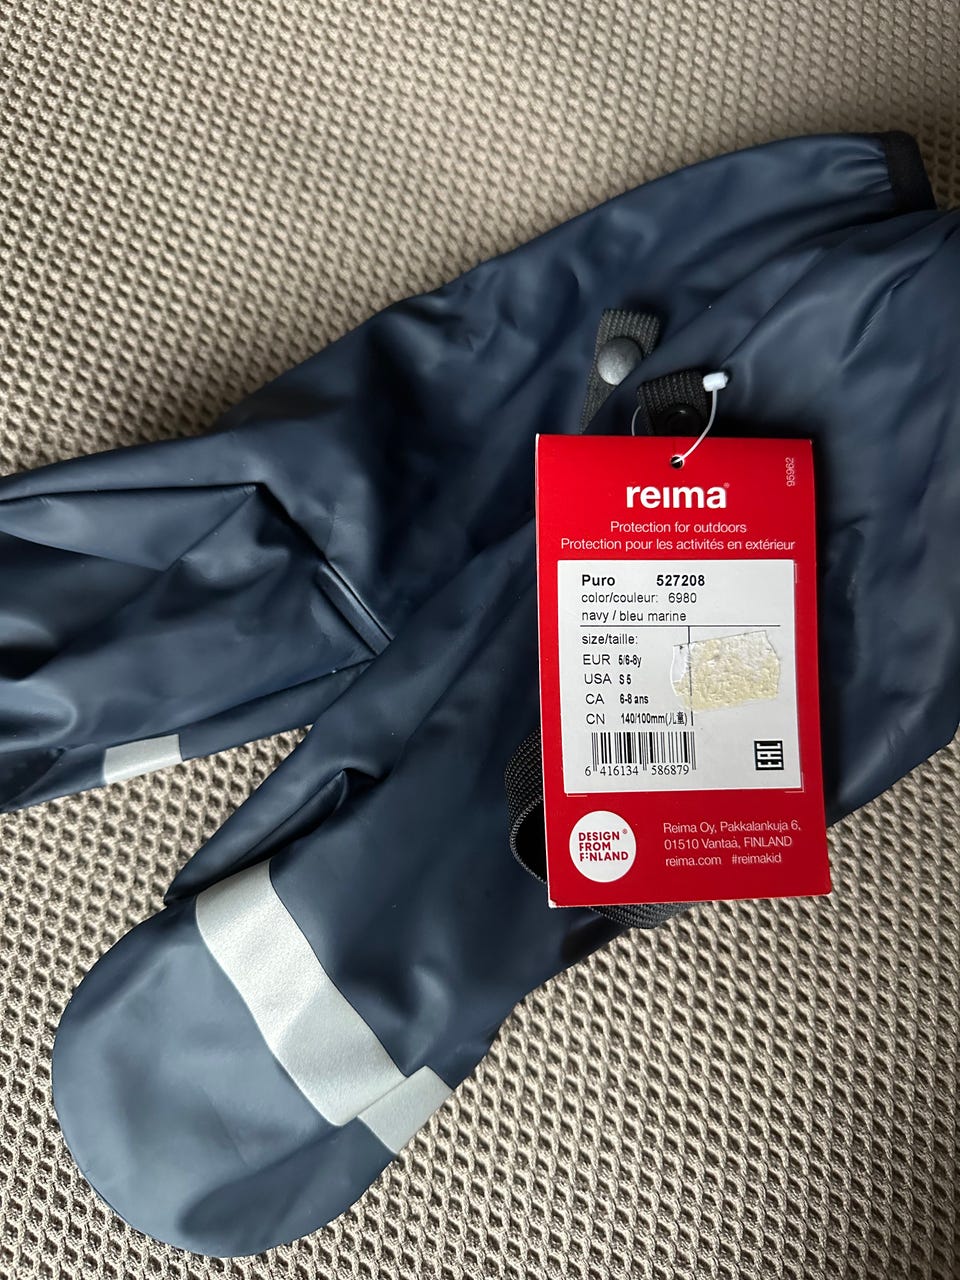 95962
reima®
Protection for outdoors
Protection pour les activités en extérieur
Puro 527208
color/couleur: 6980
navy / bleu marine
size/taille:
EUR 5/6-8y
USA S 5
CA 6-8 ans
CN 140/100mm(儿童)
6 416134 586879
EAC
DESIGN ®
FROM
FINLAND
Reima Oy, Pakkalankuja 6,
01510 Vantaa, FINLAND
reima.com #reimakid